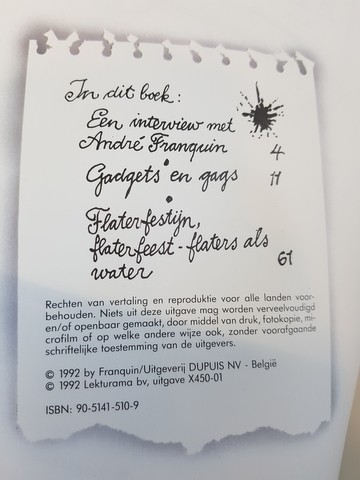 In dit boek:
Een interview met
André Franquin 4
Gadgets en gags 11
Flaterfestijn,
flaterfeest - flaters als
water 61
Rechten van vertaling en reproduktie voor alle landen voor-
behouden. Niets uit deze uitgave mag worden verveelvoudigd
en/of openbaar gemaakt, door middel van druk, fotokopie, mi-
crofilm of op welke andere wijze ook, zonder voorafgaande
schriftelijke toestemming van de uitgevers.
© 1992 by Franquin/Uitgeverij DUPUIS NV - België
© 1992 Lekturama bv, uitgave X450-01
ISBN: 90-5141-510-9